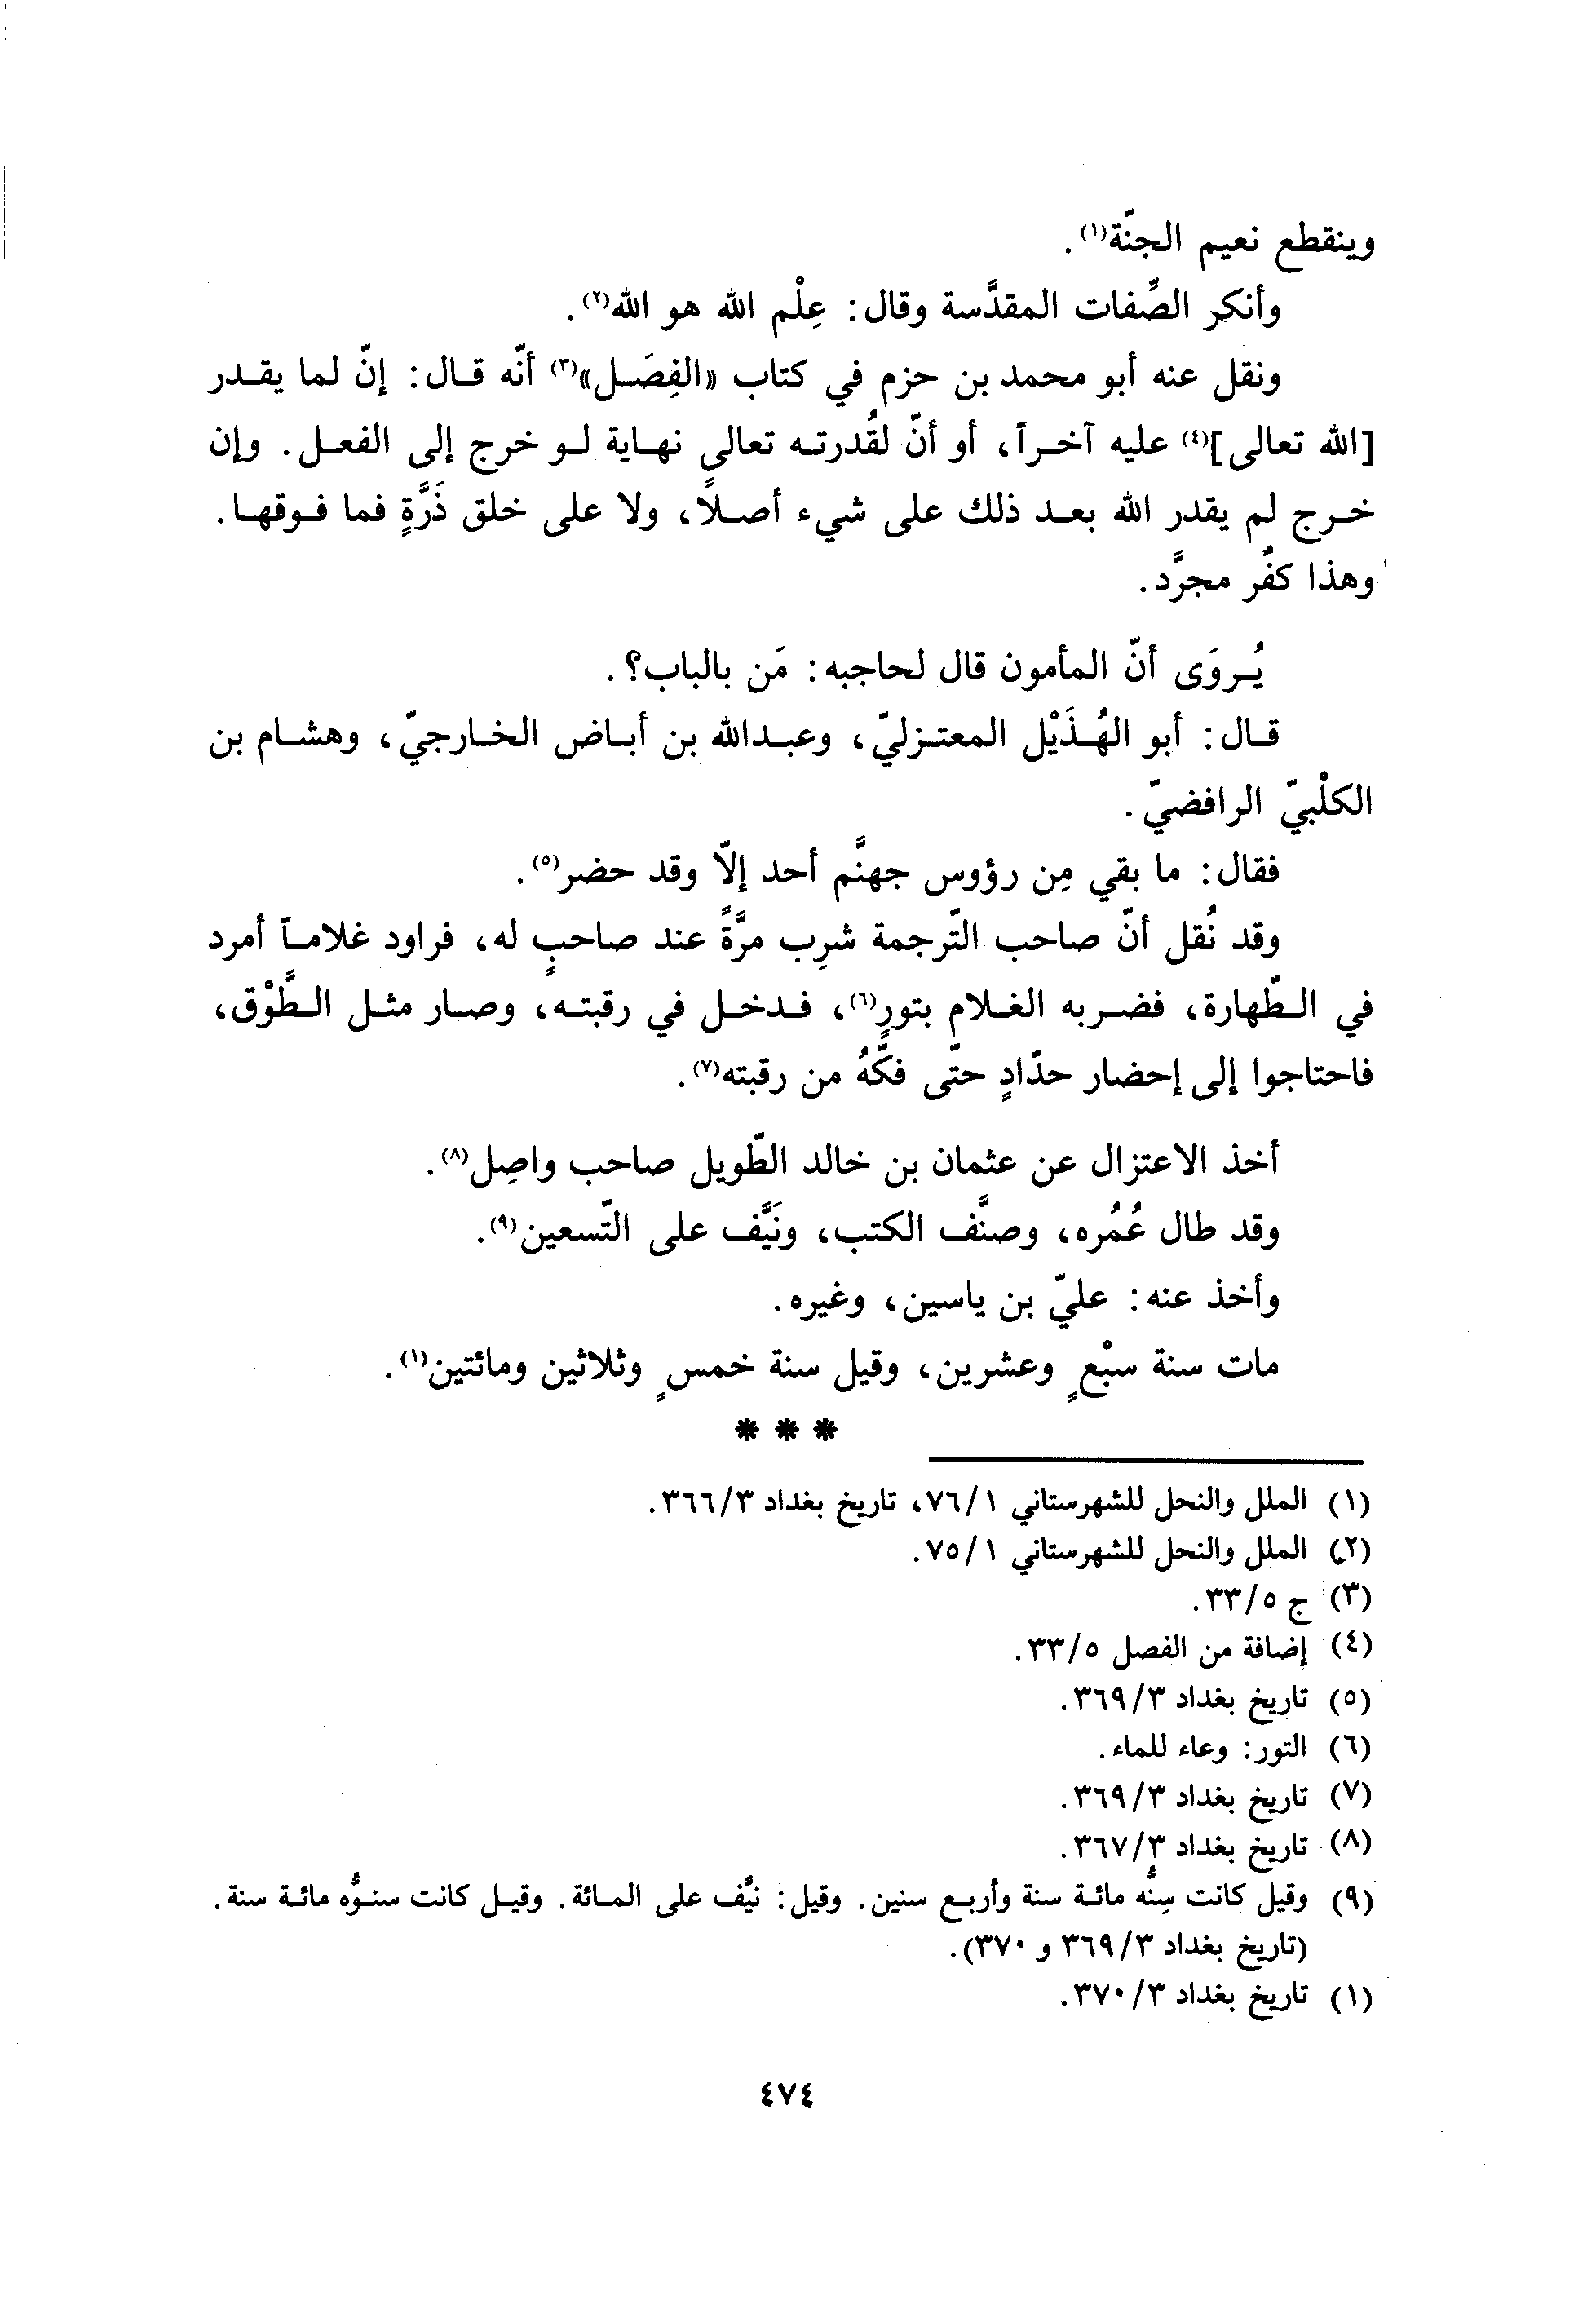 وينقطع نعيم الجنّة(١).
وأنكر الصِّفات المقدَّسة وقال: عِلْم الله هو الله(٢).
ونقل عنه أبو محمد بن حزم في كتاب «الفِصَل»(٣) أنّه قال: إنّ لما يقدر
[الله تعالى](٤) عليه آخراً، أو أنّ لقُدرته تعالى نهاية لو خرج إلى الفعل. وإن
خرج لم يقدر الله بعد ذلك على شيء أصلاً، ولا على خلق ذَرَّةٍ فما فوقها.
وهذا كفُر مجرَّد.
يُروَى أنّ المأمون قال لحاجبه: مَن بالباب؟.
قال: أبو الهُذَيْل المعتزليّ، وعبدالله بن أباض الخارجيّ، وهشام بن
الكلْبيّ الرافضيّ.
فقال: ما بقي مِن رؤوس جهنَّم أحد إلّا وقد حضر(٥).
وقد نُقل أنّ صاحب التّرجمة شرِب مرَّةً عند صاحبٍ له، فراود غلاماً أمرد
في الطّهارة، فضربه الغلام بتورٍ(٦)، فدخل في رقبته، وصار مثل الطَّوْق،
فاحتاجوا إلى إحضار حدّادٍ حتّى فكّهُ من رقبته(٧).
أخذ الاعتزال عن عثمان بن خالد الطّويل صاحب واصِل(٨).
وقد طال عُمُره، وصنَّف الكتب، ونَيَّف على التّسعين(٩).
وأخذ عنه: عليّ بن ياسين، وغيره.
مات سنة سبْعٍ وعشرين، وقيل سنة خمسٍ وثلاثين ومائتين(١).
* * *
(١) الملل والنحل للشهرستاني ٧٦/١، تاريخ بغداد ٣٦٦/٣.
(٢) الملل والنحل للشهرستاني ٧٥/١.
(٣) ج ٣٣/٥.
(٤) إضافة من الفصل ٣٣/٥.
(٥) تاريخ بغداد ٣٦٩/٣.
(٦) التور: وعاء للماء.
(٧) تاريخ بغداد ٣٦٩/٣.
(٨) تاريخ بغداد ٣٦٧/٣.
(٩) وقيل كانت سِنُّه مائة سنة وأربع سنين. وقيل: نيَّف على المائة. وقيل كانت سنوُّه مائة سنة.
(تاريخ بغداد ٣٦٩/٣ و ٣٧٠).
(١) تاريخ بغداد ٣٧٠/٣.
٤٧٤